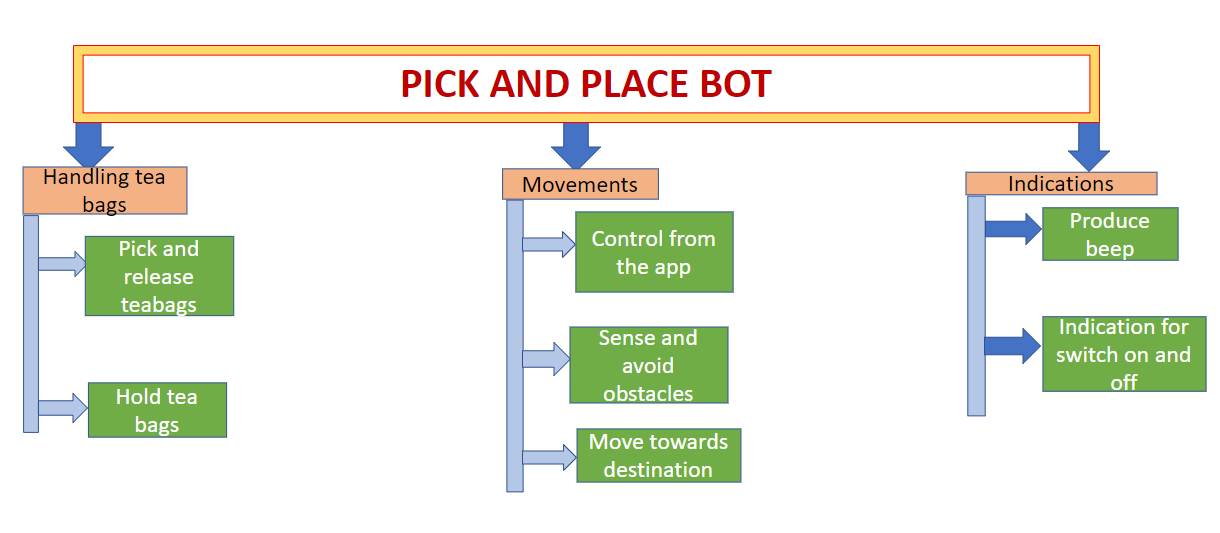 PICK AND PLACE BOT
Handling tea
bags
Pick and
release
teabags
Hold tea
bags
Movements
Control from
the app
Sense and
avoid
obstacles
Move towards
destination
Indications
Produce
beep
Indication for
switch on and
off